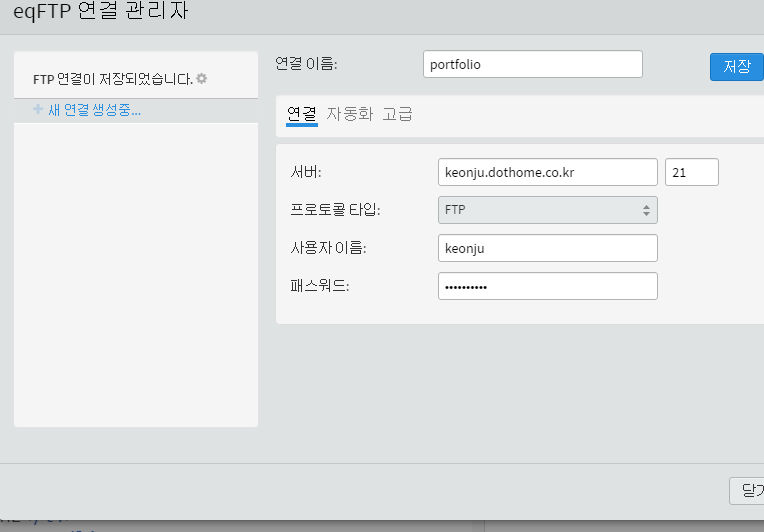 eqFTP 연결 관리자
FTP 연결이 저장되었습니다.
+ 새 연결 생성중...
연결 이름: portfolio 저장
연결 자동화 고급
서버: keonju.dothome.co.kr 21
프로토콜 타입: FTP
사용자 이름: keonju
패스워드: ••••••••••